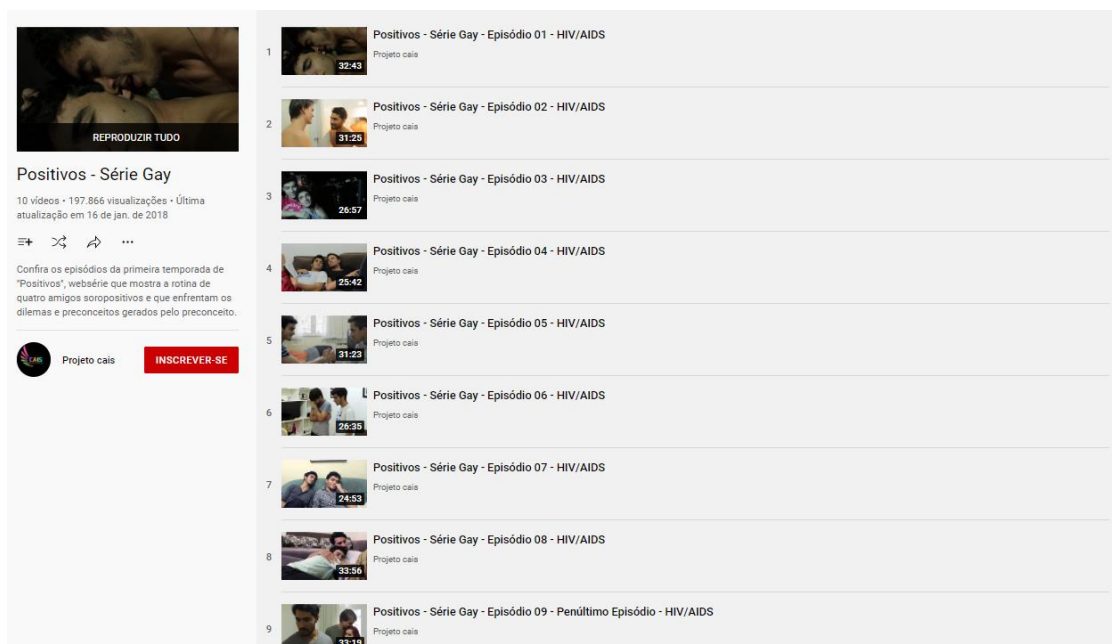 REPRODUZIR TUDO
Positivos - Série Gay
10 vídeos • 197.866 visualizações • Última
atualização em 16 de jan. de 2018
Confira os episódios da primeira temporada de
"Positivos", websérie que mostra a rotina de
quatro amigos soropositivos e que enfrentam os
dilemas e preconceitos gerados pelo preconceito.
CAIS
Projeto cais
INSCREVER-SE
1
32:43
Positivos - Série Gay - Episódio 01 - HIV/AIDS
Projeto cais
2
31:25
Positivos - Série Gay - Episódio 02 - HIV/AIDS
Projeto cais
3
26:57
Positivos - Série Gay - Episódio 03 - HIV/AIDS
Projeto cais
4
25:42
Positivos - Série Gay - Episódio 04 - HIV/AIDS
Projeto cais
5
31:23
Positivos - Série Gay - Episódio 05 - HIV/AIDS
Projeto cais
6
26:35
Positivos - Série Gay - Episódio 06 - HIV/AIDS
Projeto cais
7
24:53
Positivos - Série Gay - Episódio 07 - HIV/AIDS
Projeto cais
8
33:56
Positivos - Série Gay - Episódio 08 - HIV/AIDS
Projeto cais
9
33:19
Positivos - Série Gay - Episódio 09 - Penúltimo Episódio - HIV/AIDS
Projeto cais